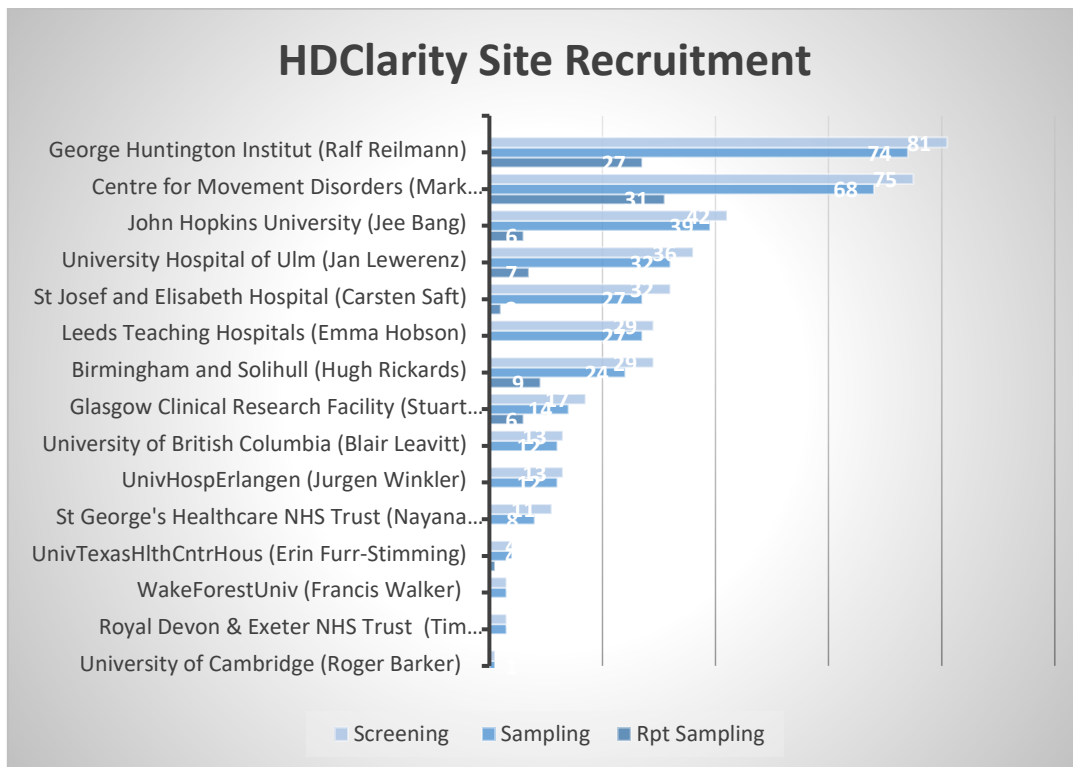 HDClarity Site Recruitment
George Huntington Institut (Ralf Reilmann)
81
74
27
Centre for Movement Disorders (Mark...
75
68
31
John Hopkins University (Jee Bang)
42
39
6
University Hospital of Ulm (Jan Lewerenz)
36
32
7
St Josef and Elisabeth Hospital (Carsten Saft)
32
27
Leeds Teaching Hospitals (Emma Hobson)
29
27
Birmingham and Solihull (Hugh Rickards)
29
24
9
Glasgow Clinical Research Facility (Stuart...
17
14
6
University of British Columbia (Blair Leavitt)
13
12
UnivHospErlangen (Jurgen Winkler)
13
12
St George's Healthcare NHS Trust (Nayana...
11
8
UnivTexasHlthCntrHous (Erin Furr-Stimming)
WakeForestUniv (Francis Walker)
Royal Devon & Exeter NHS Trust (Tim...
University of Cambridge (Roger Barker)
Screening Sampling Rpt Sampling